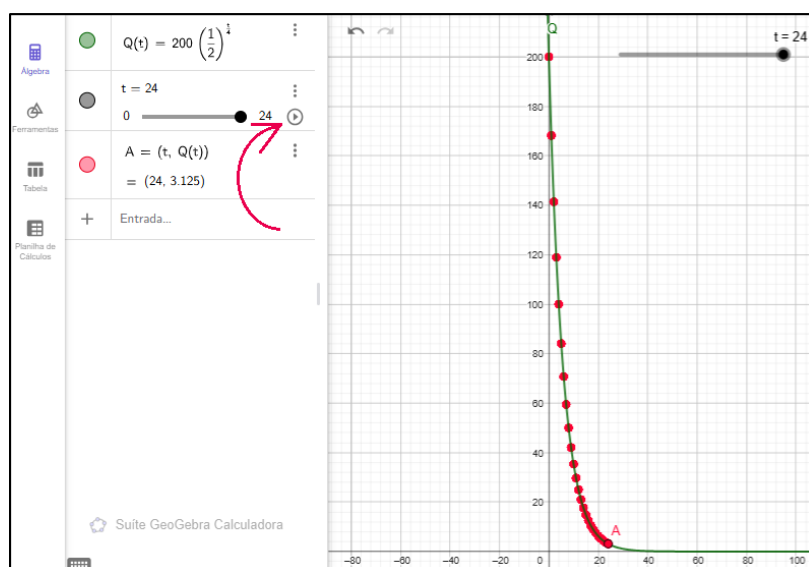 Álgebra
Ferramentas
Tabela
Planilha de
Cálculos
Q(t) = 200 (1/2)^(t/4)
t = 24
0 24
A = (t, Q(t))
= (24, 3.125)
+ Entrada...
Suíte GeoGebra Calculadora
Q
t = 24
200
180
160
140
120
100
80
60
40
20
A
−80 −60 −40 −20 0 20 40 60 80 100